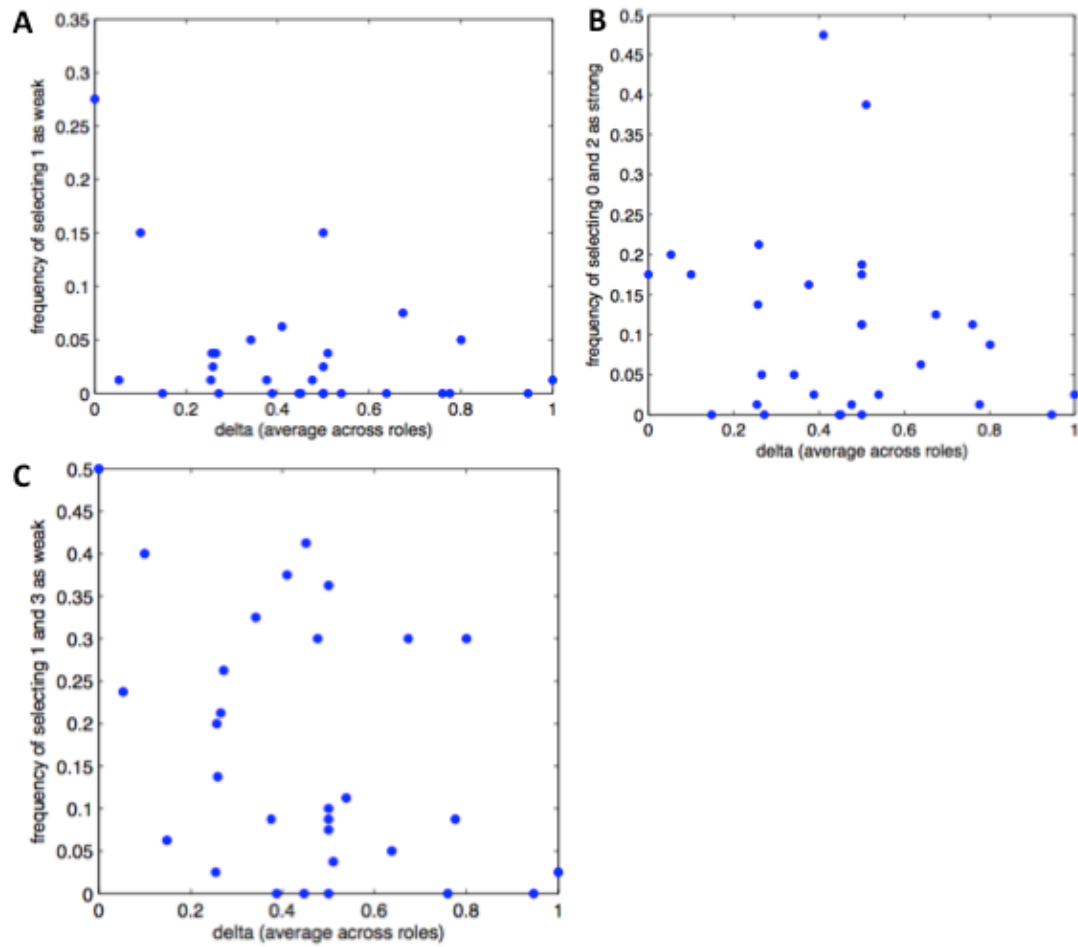 A
frequency of selecting 1 as weak
0.35
0.3
0.25
0.2
0.15
0.1
0.05
0
0 0.2 0.4 0.6 0.8 1
delta (average across roles)
B
frequency of selecting 0 and 2 as strong
0.5
0.45
0.4
0.35
0.3
0.25
0.2
0.15
0.1
0.05
0
0 0.2 0.4 0.6 0.8 1
delta (average across roles)
C
frequency of selecting 1 and 3 as weak
0.5
0.45
0.4
0.35
0.3
0.25
0.2
0.15
0.1
0.05
0
0 0.2 0.4 0.6 0.8 1
delta (average across roles)